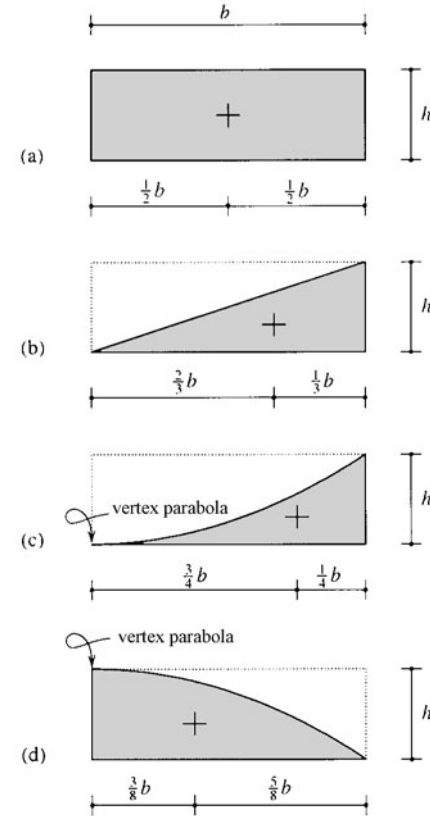 b
h
(a)
½b ½b
h
(b)
⅔b ⅓b
vertex parabola
h
(c)
¾b ¼b
vertex parabola
h
(d)
⅜b ⅝b